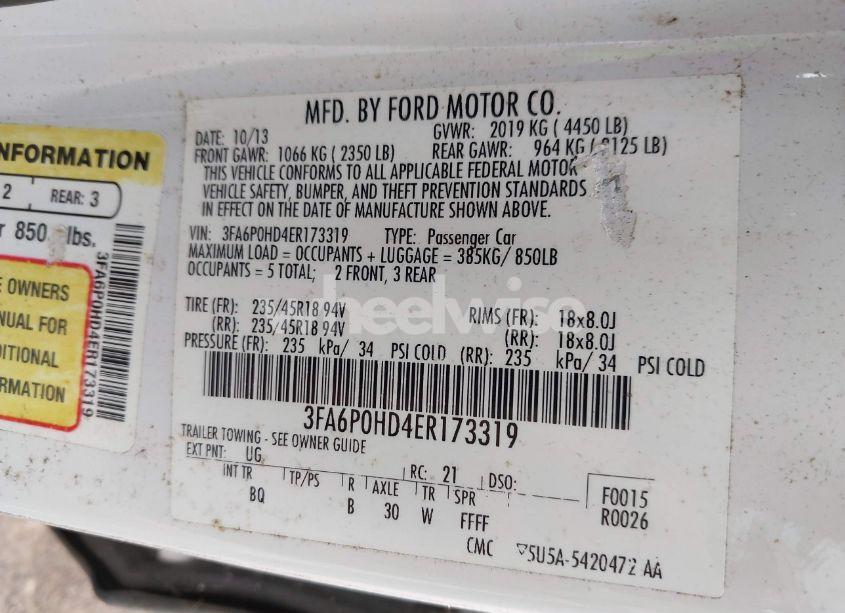 NFORMATION
2 REAR: 3
850 lbs.
E OWNERS
NUAL FOR
DITIONAL
FORMATION
3FA6P0HD4ER173319
MFD. BY FORD MOTOR CO.
DATE: 10/13 GVWR: 2019 KG ( 4450 LB)
FRONT GAWR: 1066 KG ( 2350 LB) REAR GAWR: 964 KG ( 2125 LB)
THIS VEHICLE CONFORMS TO ALL APPLICABLE FEDERAL MOTOR
VEHICLE SAFETY, BUMPER, AND THEFT PREVENTION STANDARDS
IN EFFECT ON THE DATE OF MANUFACTURE SHOWN ABOVE.
VIN: 3FA6P0HD4ER173319 TYPE: Passenger Car
MAXIMUM LOAD = OCCUPANTS + LUGGAGE = 385KG/ 850LB
OCCUPANTS = 5 TOTAL; 2 FRONT, 3 REAR
heelwise
TIRE (FR): 235/45R18 94V RIMS (FR): 18x8.0J
(RR): 235/45R18 94V (RR): 18x8.0J
PRESSURE (FR): 235 kPa/ 34 PSI COLD (RR): 235 kPa/ 34 PSI COLD
3FA6P0HD4ER173319
TRAILER TOWING - SEE OWNER GUIDE
EXT PNT: UG RC: 21 DSO:
INT TR TP/PS R AXLE TR SPR F0015
BQ B 30 W FFFF R0026
CMC 5U5A-5420472 AA